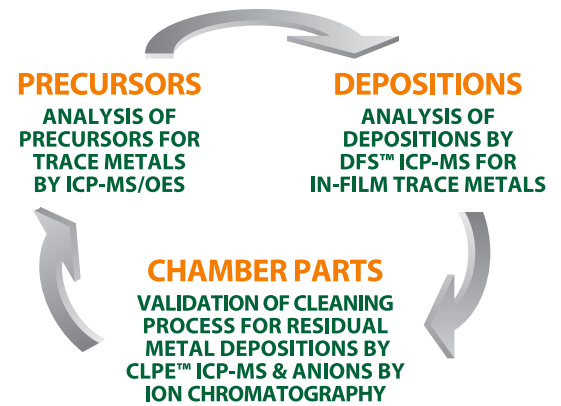 PRECURSORS
ANALYSIS OF
PRECURSORS FOR
TRACE METALS
BY ICP-MS/OES
DEPOSITIONS
ANALYSIS OF
DEPOSITIONS BY
DFS™ ICP-MS FOR
IN-FILM TRACE METALS
CHAMBER PARTS
VALIDATION OF CLEANING
PROCESS FOR RESIDUAL
METAL DEPOSITIONS BY
CLPE™ ICP-MS & ANIONS BY
ION CHROMATOGRAPHY